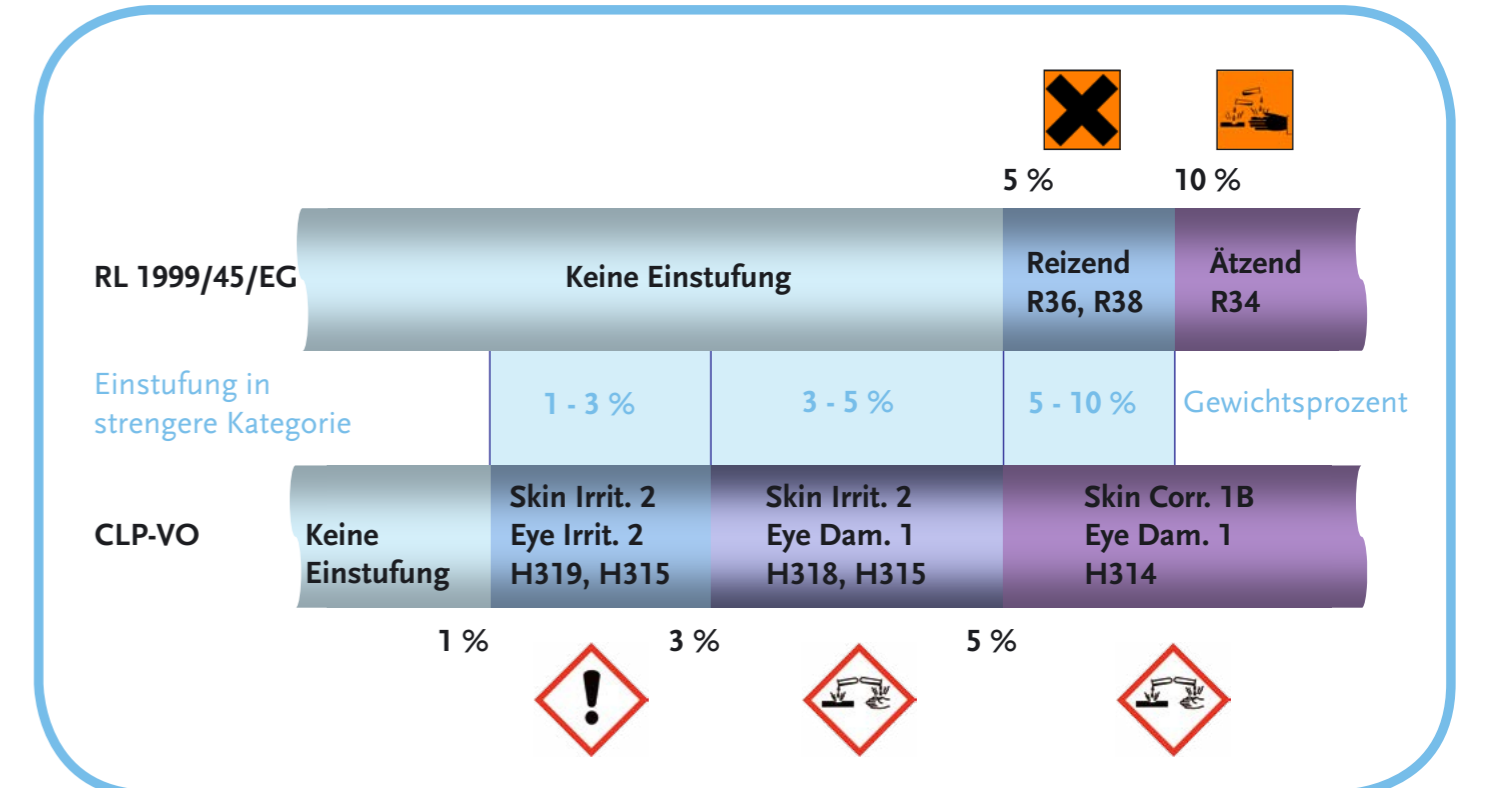 5 %
10 %
RL 1999/45/EG
Keine Einstufung
Reizend
R36, R38
Ätzend
R34
Einstufung in
strengere Kategorie
1 - 3 %
3 - 5 %
5 - 10 %
Gewichtsprozent
CLP-VO
Keine
Einstufung
Skin Irrit. 2
Eye Irrit. 2
H319, H315
Skin Irrit. 2
Eye Dam. 1
H318, H315
Skin Corr. 1B
Eye Dam. 1
H314
1 %
3 %
5 %